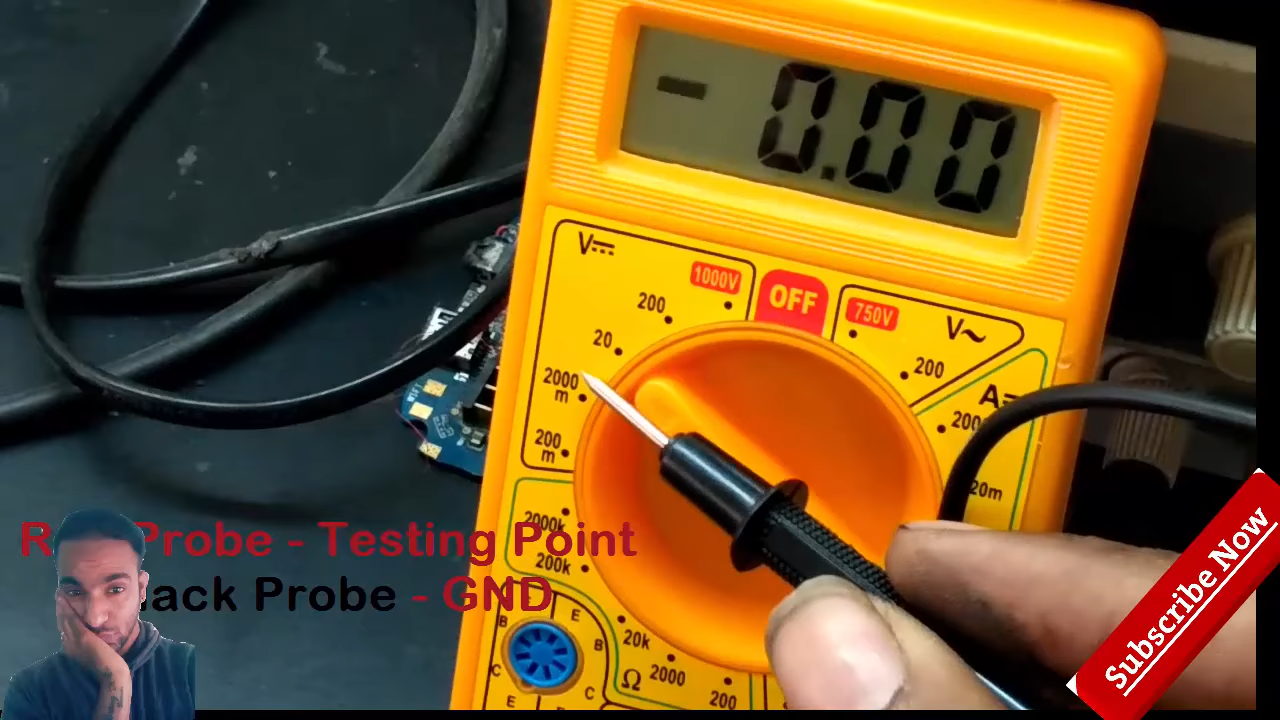 - 0.00
V⎓
1000V
OFF
750V
V~
200
20
200
2000
m
A⎓
200
200
m
20m
2000k
200k
20k
Ω
2000
200
B
E
B
C
C
E
Probe - Testing Point
ack Probe - GND
Subscribe Now